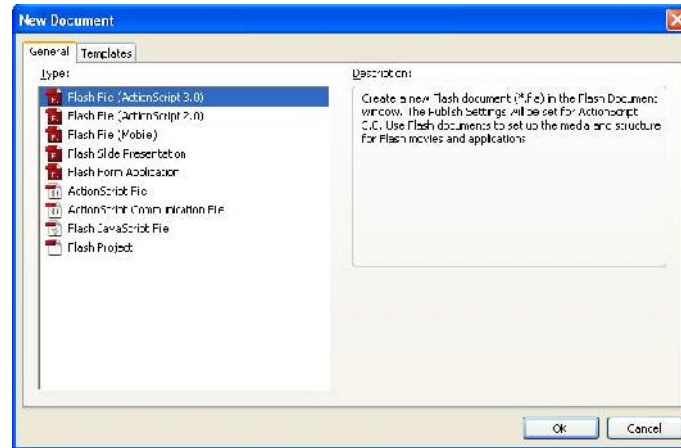 New Document
General Templates
Type:
Description:
Flash File (ActionScript 3.0)
Flash File (ActionScript 2.0)
Flash File (Mobile)
Flash Slide Presentation
Flash Form Application
ActionScript File
ActionScript Communication File
Flash JavaScript File
Flash Project
Create a new Flash document (*.fla) in the Flash Document
window. The Publish Settings will be set for ActionScript
3.0. Use Flash documents to set up the media and structure
for Flash movies and applications.
OK Cancel